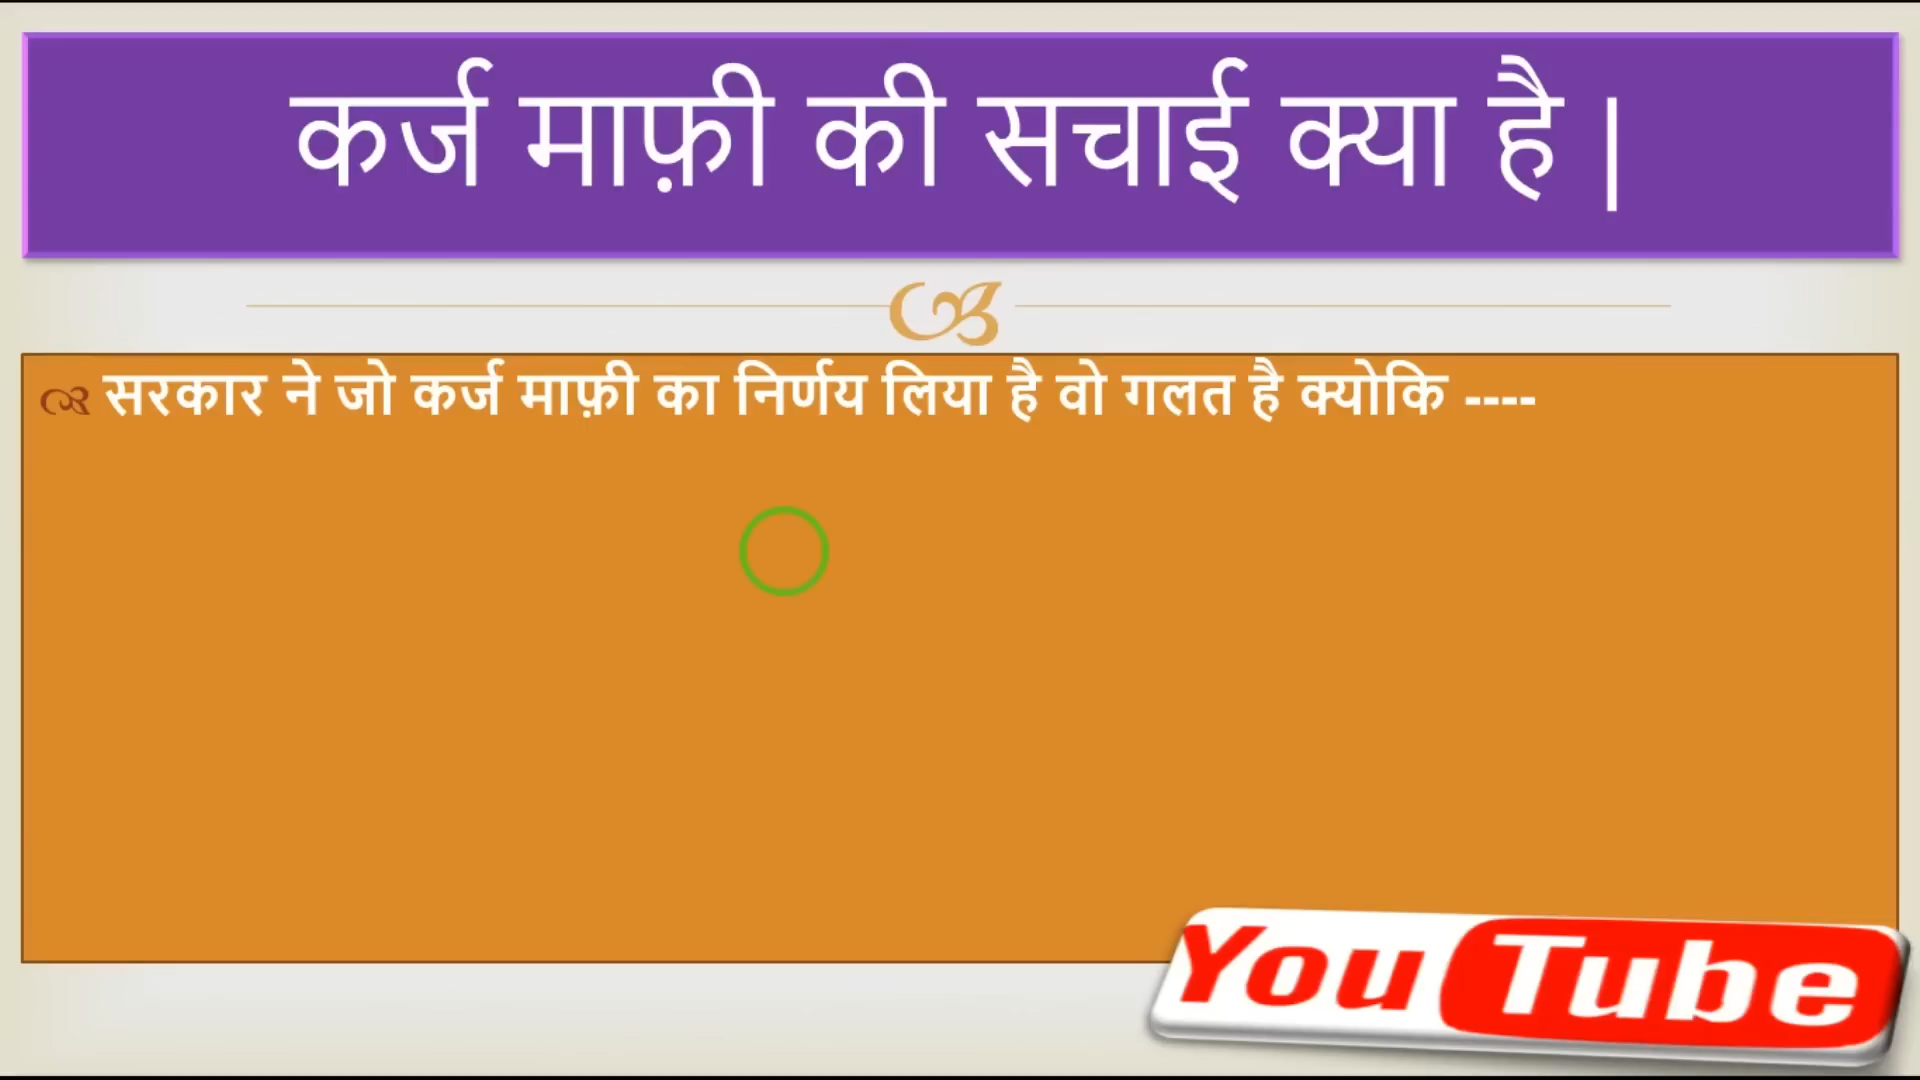 कर्ज माफ़ी की सचाई क्या है |
सरकार ने जो कर्ज माफ़ी का निर्णय लिया है वो गलत है क्योकि ----
YouTube